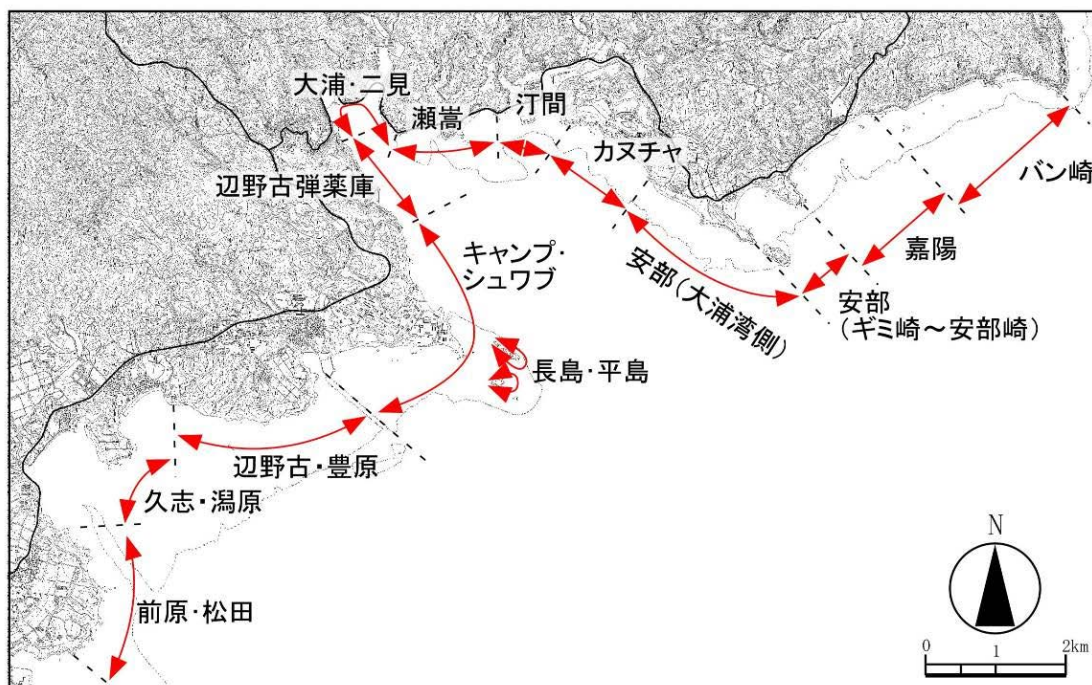 大浦・二見
瀬嵩
汀間
カヌチャ
バン崎
辺野古弾薬庫
キャンプ・
シュワブ
安部(大浦湾側)
嘉陽
安部
(ギミ崎～安部崎)
長島・平島
辺野古・豊原
久志・潟原
前原・松田
N
0 1 2km